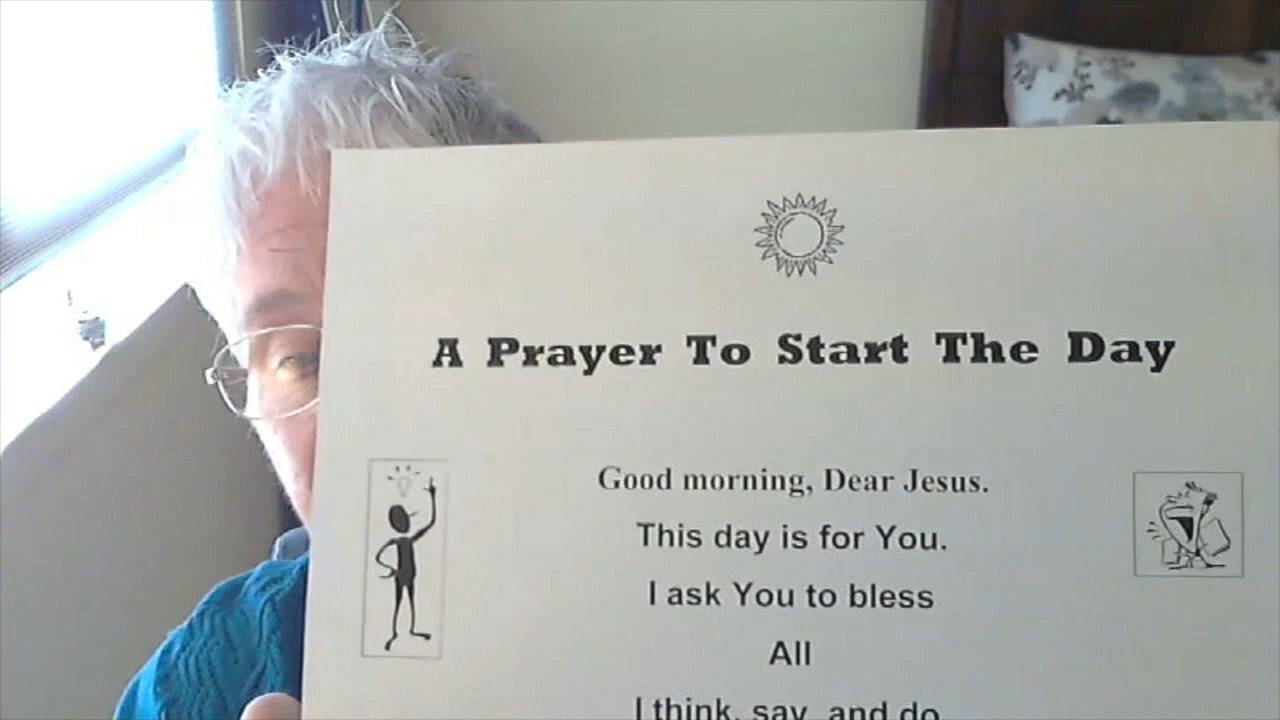 A Prayer To Start The Day
Good morning, Dear Jesus.
This day is for You.
I ask You to bless
All
I think, say, and do